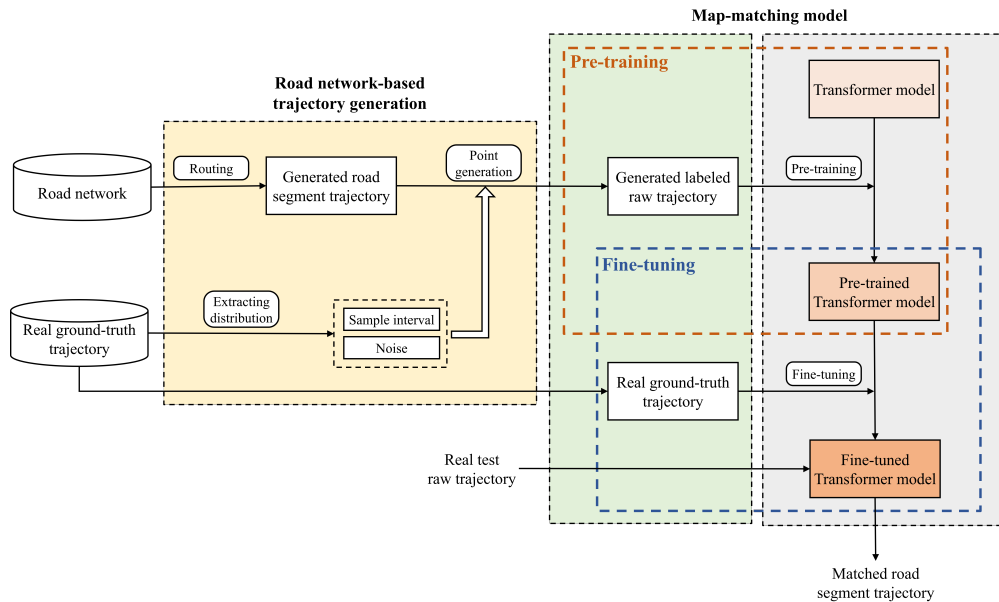 Map-matching model
Road network-based
trajectory generation
Pre-training
Transformer model
Road network
Routing
Generated road
segment trajectory
Point
generation
Generated labeled
raw trajectory
Pre-training
Fine-tuning
Pre-trained
Transformer model
Real ground-truth
trajectory
Extracting
distribution
Sample interval
Noise
Real ground-truth
trajectory
Fine-tuning
Real test
raw trajectory
Fine-tuned
Transformer model
Matched road
segment trajectory